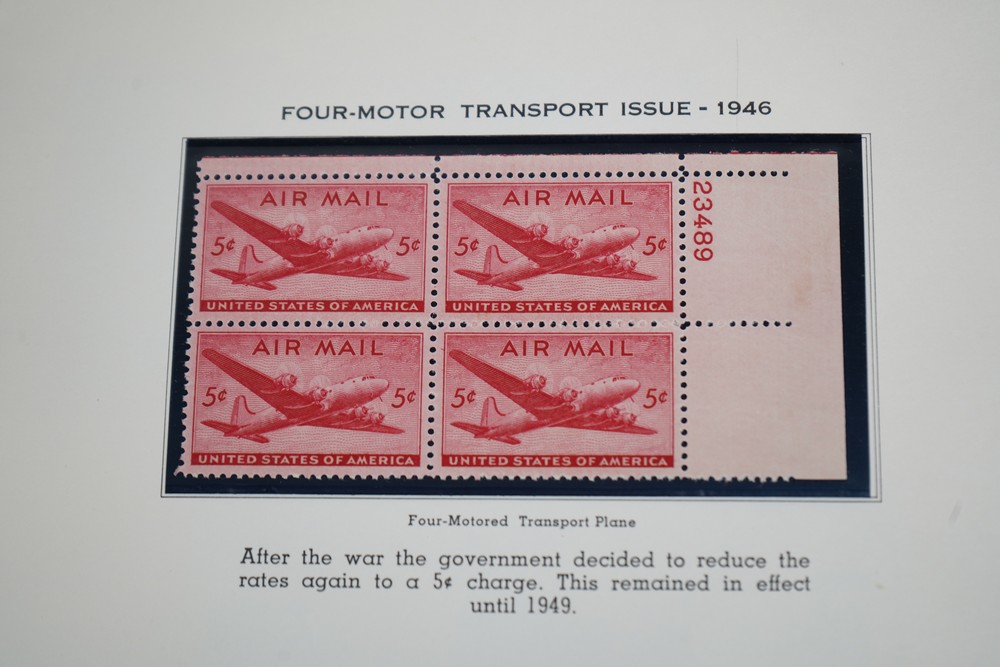 FOUR-MOTOR TRANSPORT ISSUE - 1946
AIR MAIL
5¢ 5¢
UNITED STATES OF AMERICA
AIR MAIL
5¢ 5¢
UNITED STATES OF AMERICA
23489
AIR MAIL
5¢ 5¢
UNITED STATES OF AMERICA
AIR MAIL
5¢ 5¢
UNITED STATES OF AMERICA
Four-Motored Transport Plane
After the war the government decided to reduce the
rates again to a 5¢ charge. This remained in effect
until 1949.